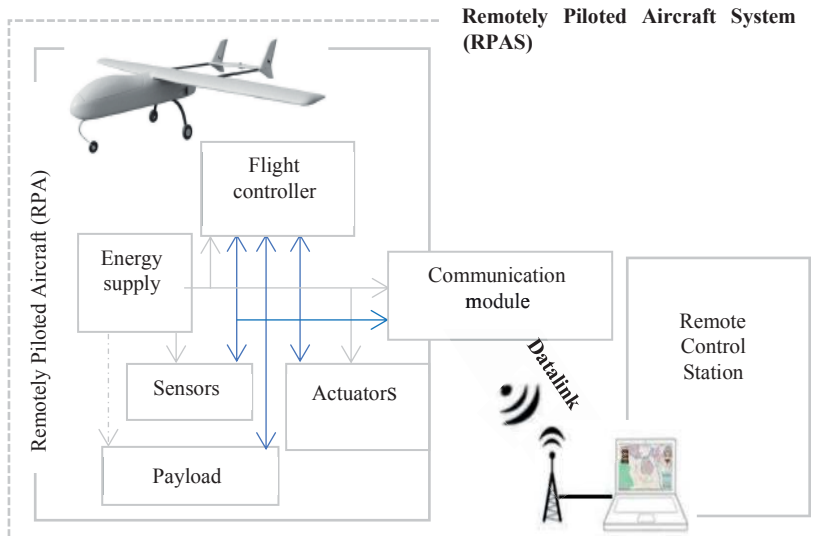 Remotely Piloted Aircraft System
(RPAS)
Remotely Piloted Aircraft (RPA)
Flight
controller
Energy
supply
Communication
module
Remote
Control
Station
Datalink
Sensors
Actuators
Payload